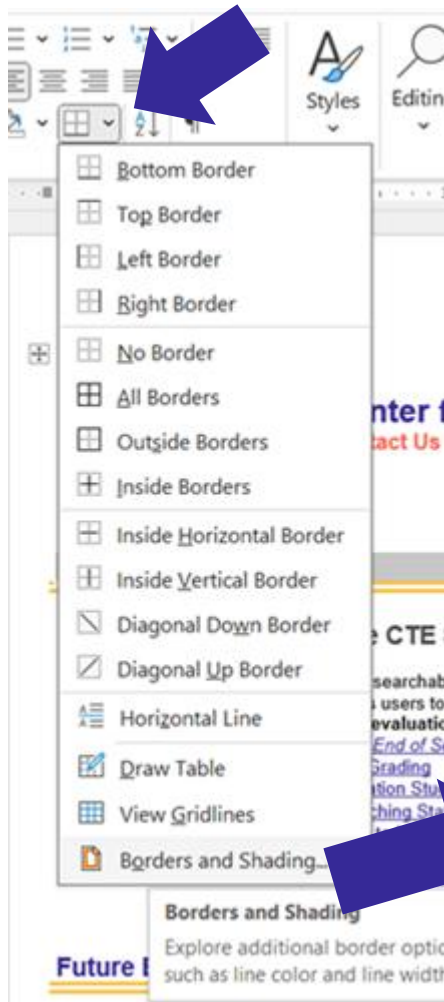 Styles
Editin
Bottom Border
Top Border
Left Border
Right Border
No Border
All Borders
Outside Borders
Inside Borders
Inside Horizontal Border
Inside Vertical Border
Diagonal Down Border
Diagonal Up Border
Horizontal Line
Draw Table
View Gridlines
Borders and Shading...
Borders and Shading
Explore additional border optio
such as line color and line width
nter f
tact Us
e CTE
searchab
users to
evaluatio
End of Se
Grading
tion Stu
ching Sta
Future